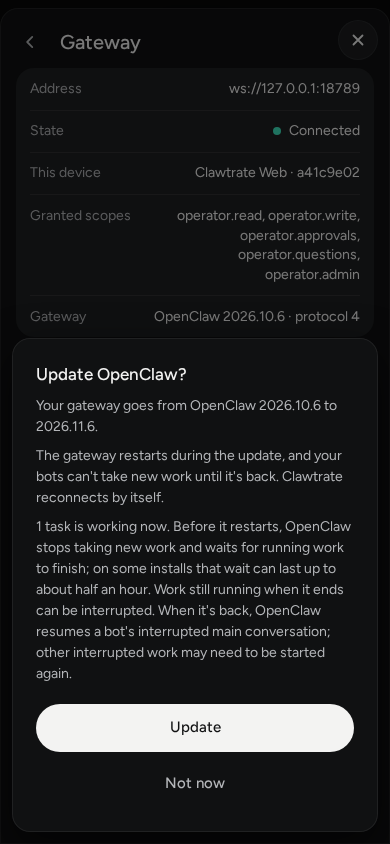 Gateway
Address ws://127.0.0.1:18789
State Connected
This device Clawtrate Web · a41c9e02
Granted scopes operator.read, operator.write,
operator.approvals,
operator.questions,
operator.admin
Gateway OpenClaw 2026.10.6 · protocol 4
Update OpenClaw?
Your gateway goes from OpenClaw 2026.10.6 to
2026.11.6.
The gateway restarts during the update, and your
bots can't take new work until it's back. Clawtrate
reconnects by itself.
1 task is working now. Before it restarts, OpenClaw
stops taking new work and waits for running work
to finish; on some installs that wait can last up to
about half an hour. Work still running when it ends
can be interrupted. When it's back, OpenClaw
resumes a bot's interrupted main conversation;
other interrupted work may need to be started
again.
Update
Not now